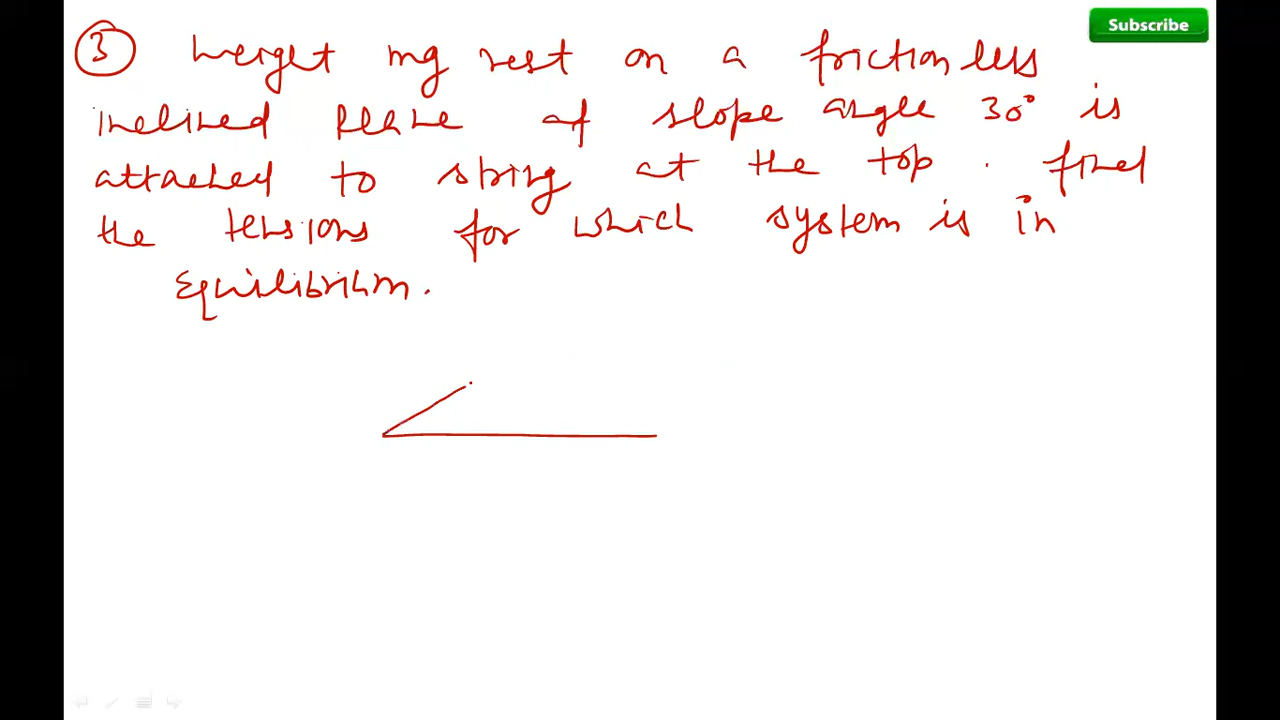 Subscribe
③ Weight mg rest on a frictionless
inclined plane of slope angle 30° is
attached to string at the top. find
the tensions for which system is in
Equilibrium.